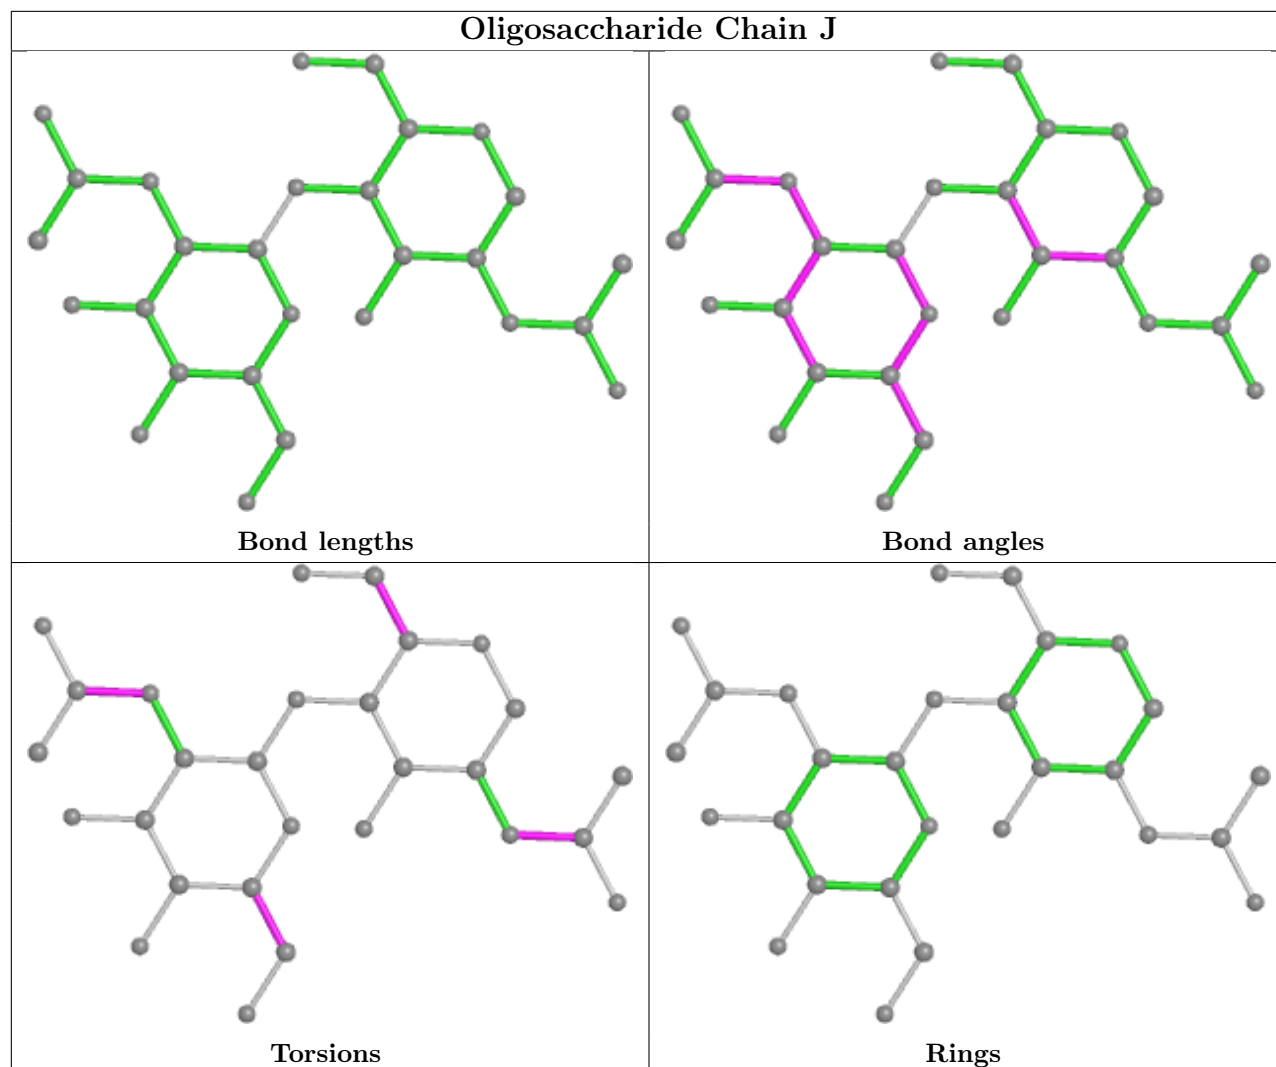 Oligosaccharide Chain J
Bond lengths
Bond angles
Torsions
Rings